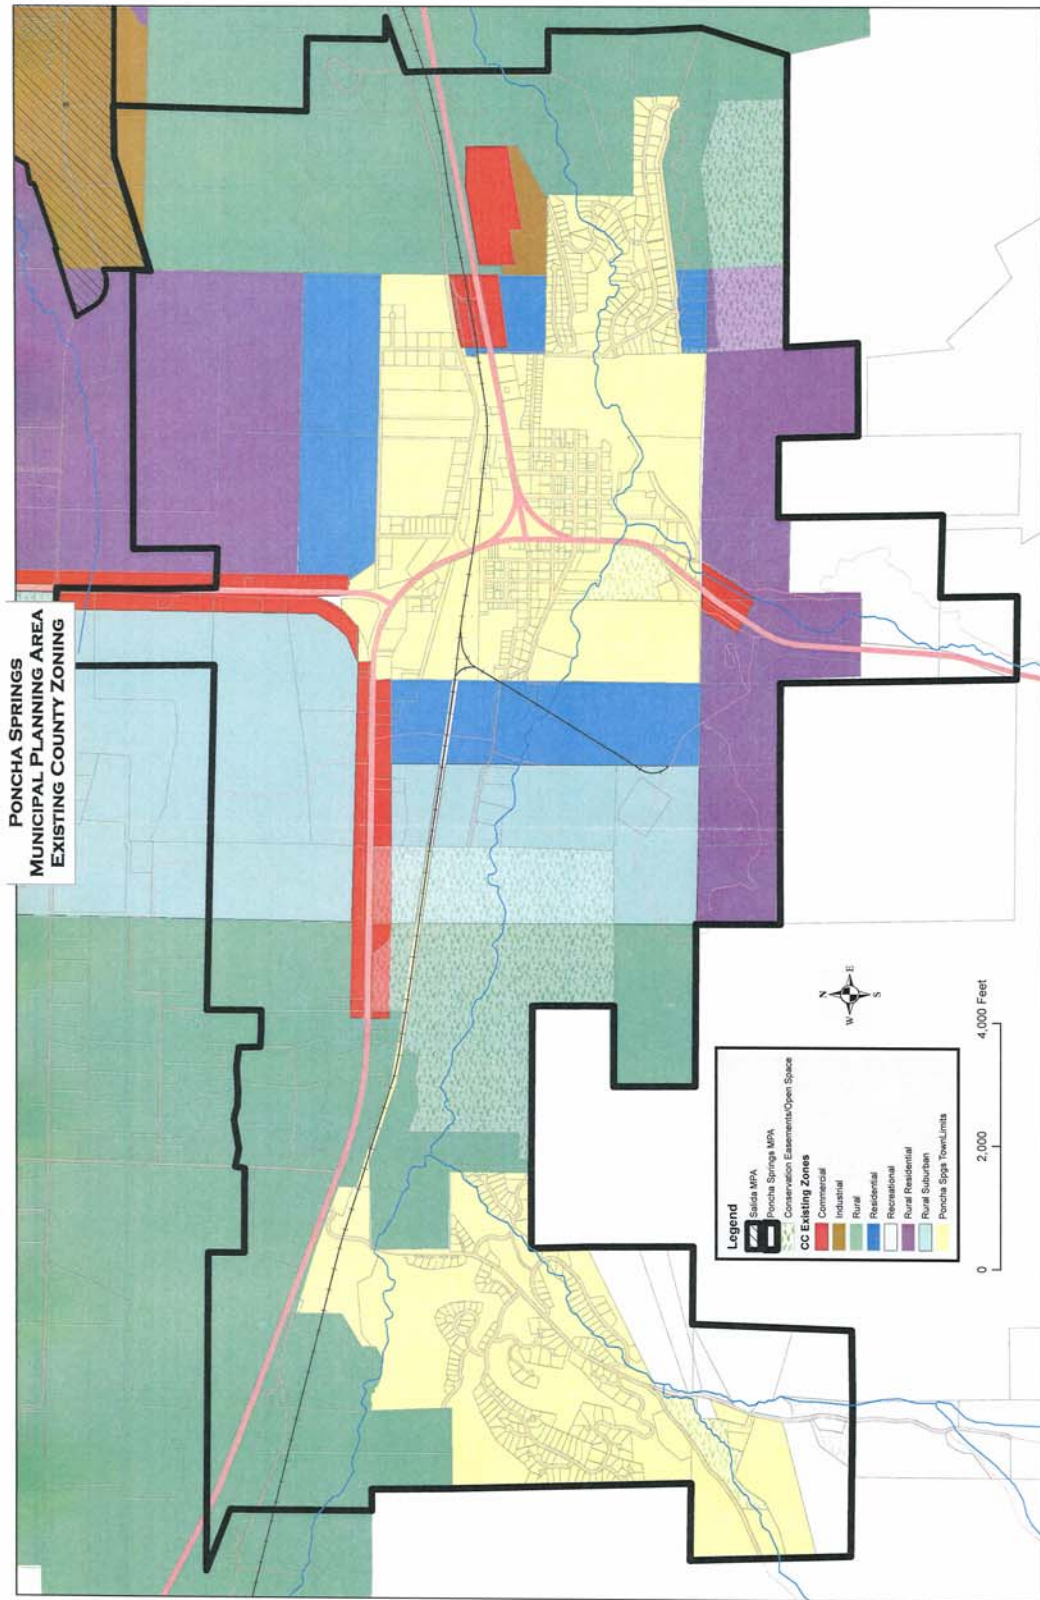 PONCHA SPRINGS
MUNICIPAL PLANNING AREA
EXISTING COUNTY ZONING
Legend
Salida MPA
Poncha Springs MPA
Conservation Easements/Open Space
CC Existing Zones
Commercial
Industrial
Rural
Residential
Recreational
Rural Residential
Rural Suburban
Poncha Spgs TownLimits
N
W
E
S
0
2,000
4,000 Feet